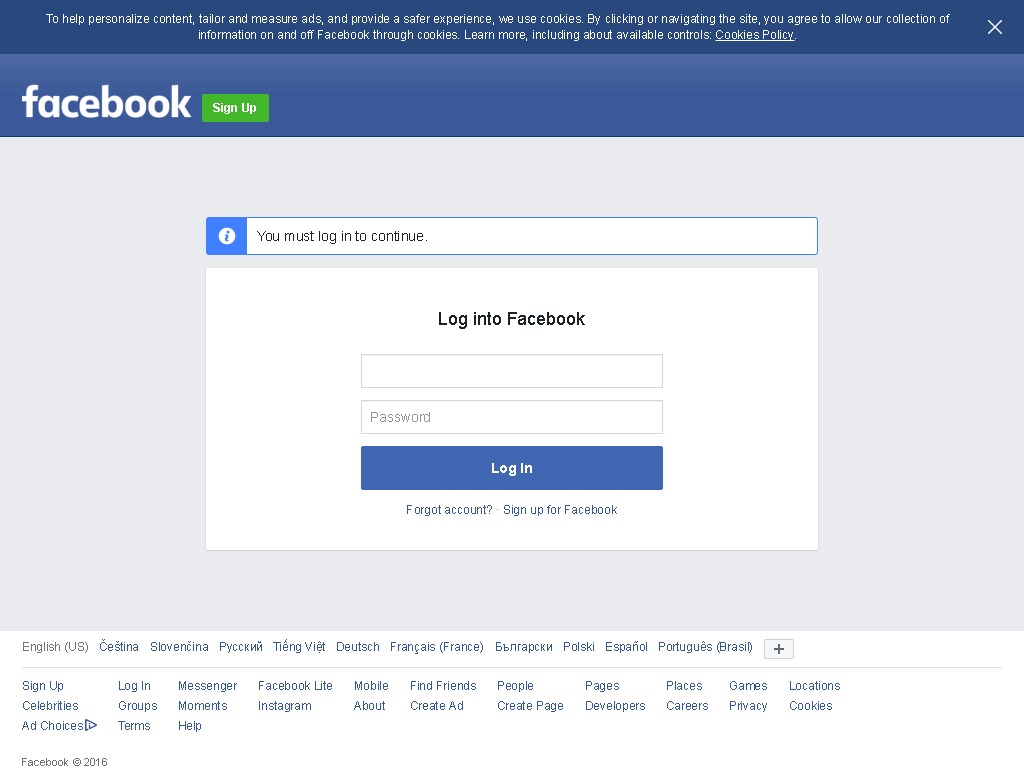 To help personalize content, tailor and measure ads, and provide a safer experience, we use cookies. By clicking or navigating the site, you agree to allow our collection of
information on and off Facebook through cookies. Learn more, including about available controls: Cookies Policy.
facebook Sign Up
You must log in to continue.
Log into Facebook
Password
Log In
Forgot account? · Sign up for Facebook
English (US) Čeština Slovenčina Русский Tiếng Việt Deutsch Français (France) Български Polski Español Português (Brasil)
Sign Up Log In Messenger Facebook Lite Mobile Find Friends People Pages Places Games Locations
Celebrities Groups Moments Instagram About Create Ad Create Page Developers Careers Privacy Cookies
Ad Choices Terms Help
Facebook © 2016